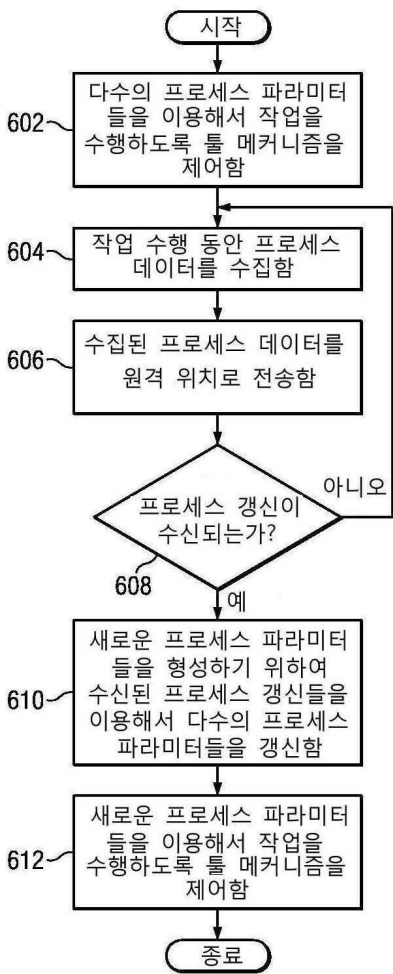 시작
602
다수의 프로세스 파라미터
들을 이용해서 작업을
수행하도록 툴 메커니즘을
제어함
604
작업 수행 동안 프로세스
데이터를 수집함
606
수집된 프로세스 데이터를
원격 위치로 전송함
프로세스 갱신이
수신되는가?
아니오
608
예
610
새로운 프로세스 파라미터
들을 형성하기 위하여
수신된 프로세스 갱신들을
이용해서 다수의 프로세스
파라미터들을 갱신함
612
새로운 프로세스 파라미터
들을 이용해서 작업을
수행하도록 툴 메커니즘을
제어함
종료